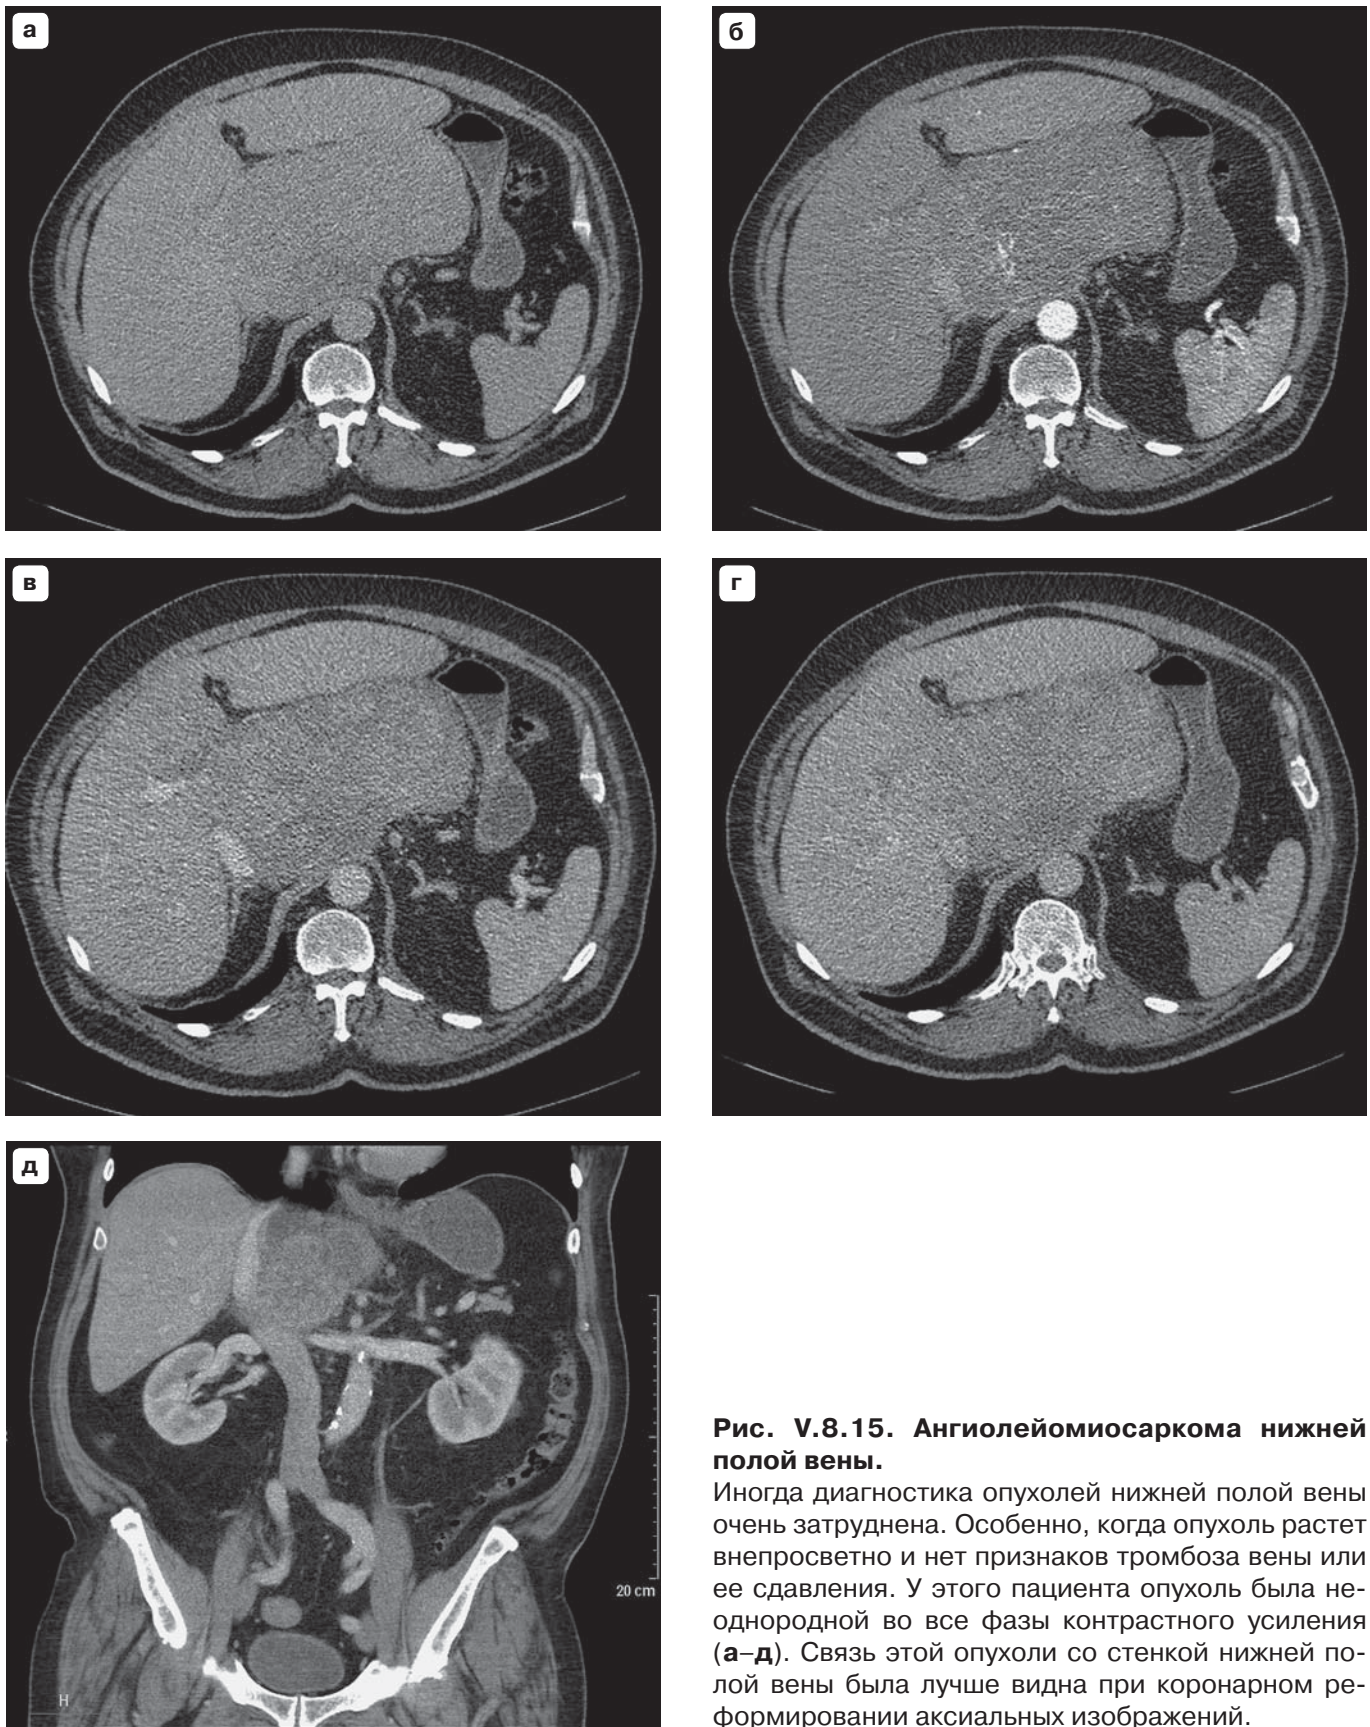 а
б
в
г
д
20 cm
H
Рис. V.8.15. Ангиолейомиосаркома нижней
полой вены.
Иногда диагностика опухолей нижней полой вены
очень затруднена. Особенно, когда опухоль растет
внепросветно и нет признаков тромбоза вены или
ее сдавления. У этого пациента опухоль была не-
однородной во все фазы контрастного усиления
(а–д). Связь этой опухоли со стенкой нижней по-
лой вены была лучше видна при коронарном ре-
формировании аксиальных изображений.